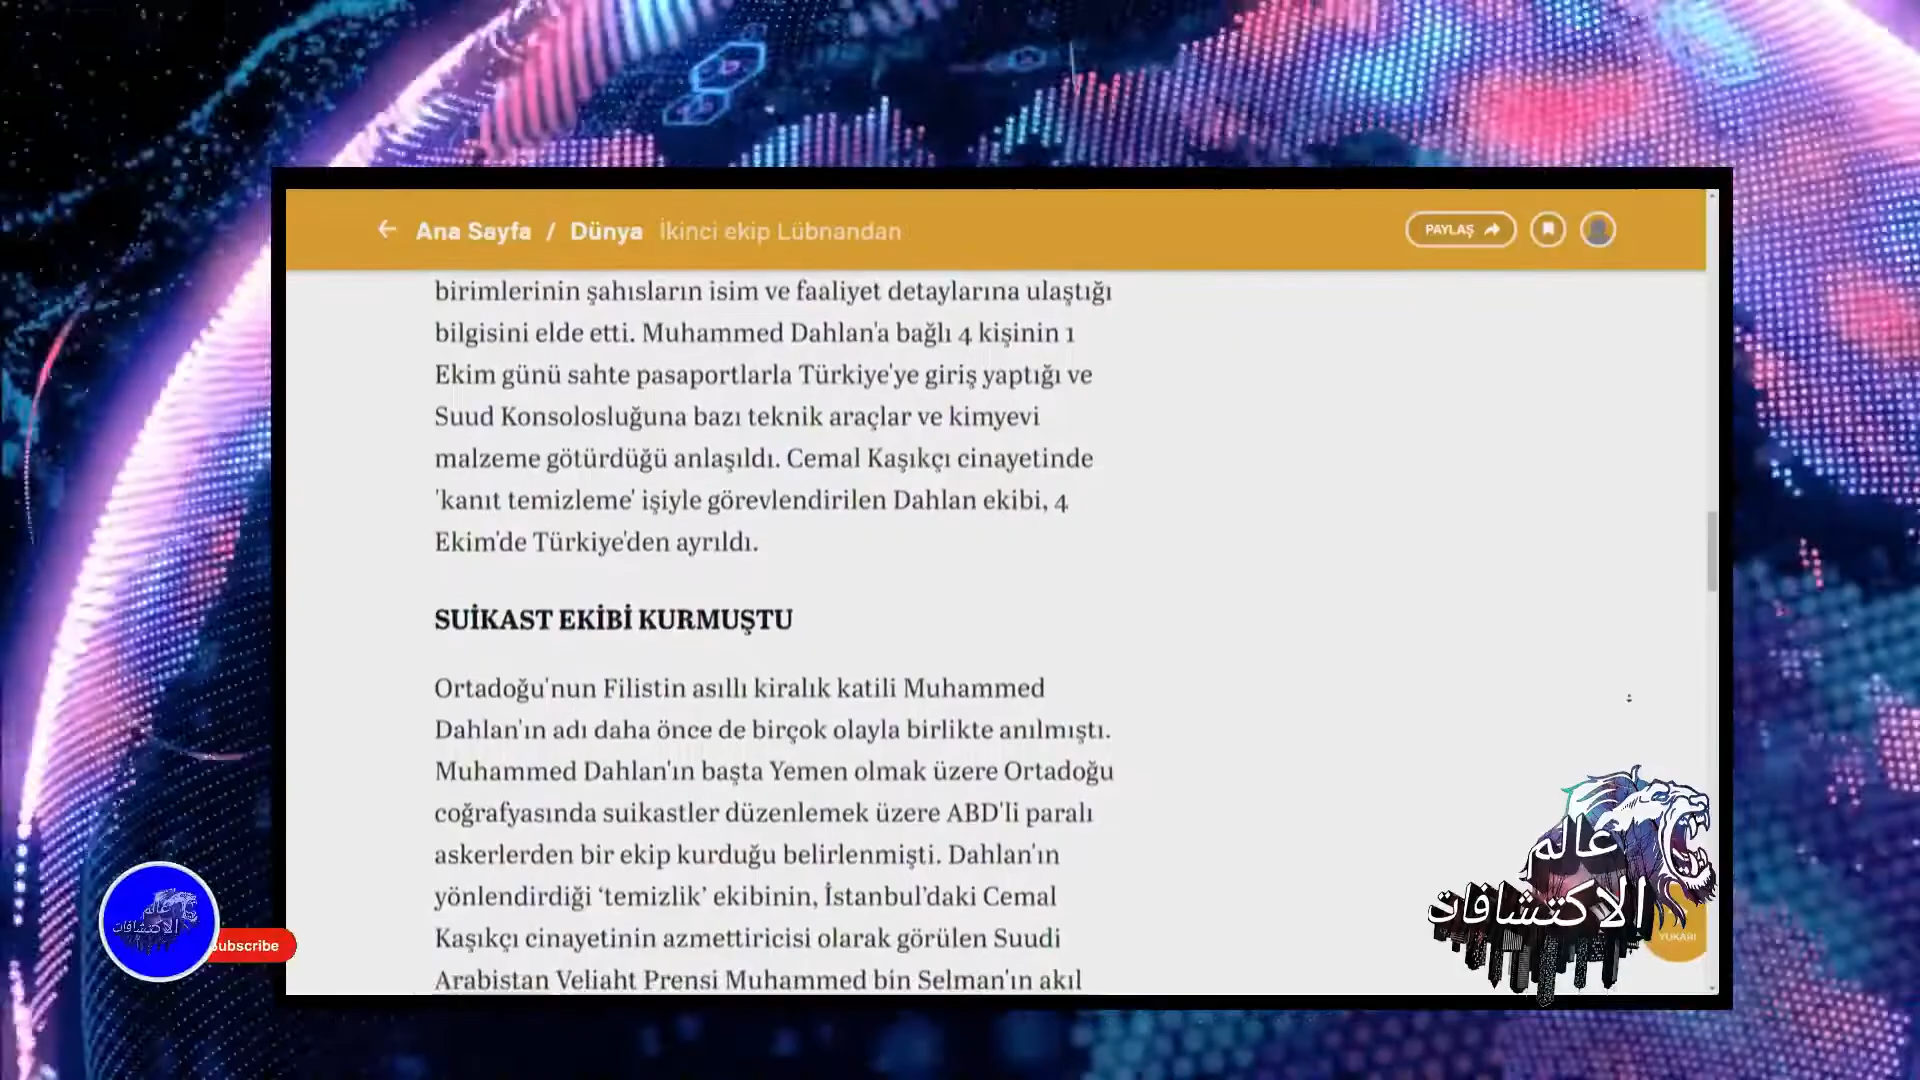 Ana Sayfa / Dünya İkinci ekip Lübnandan
PAYLAŞ
birimlerinin şahısların isim ve faaliyet detaylarına ulaştığı
bilgisini elde etti. Muhammed Dahlan'a bağlı 4 kişinin 1
Ekim günü sahte pasaportlarla Türkiye'ye giriş yaptığı ve
Suud Konsolosluğuna bazı teknik araçlar ve kimyevi
malzeme götürdüğü anlaşıldı. Cemal Kaşıkçı cinayetinde
'kanıt temizleme' işiyle görevlendirilen Dahlan ekibi, 4
Ekim'de Türkiye'den ayrıldı.
SUİKAST EKİBİ KURMUŞTU
Ortadoğu'nun Filistin asıllı kiralık katili Muhammed
Dahlan'ın adı daha önce de birçok olayla birlikte anılmıştı.
Muhammed Dahlan'ın başta Yemen olmak üzere Ortadoğu
coğrafyasında suikastler düzenlemek üzere ABD'li paralı
askerlerden bir ekip kurduğu belirlenmişti. Dahlan'ın
yönlendirdiği ‘temizlik’ ekibinin, İstanbul’daki Cemal
Kaşıkçı cinayetinin azmettiricisi olarak görülen Suudi
Arabistan Veliaht Prensi Muhammed bin Selman'ın akıl
عالم
الاكتشافات
YUKARI
عالم
الاكتشافات
ubscribe